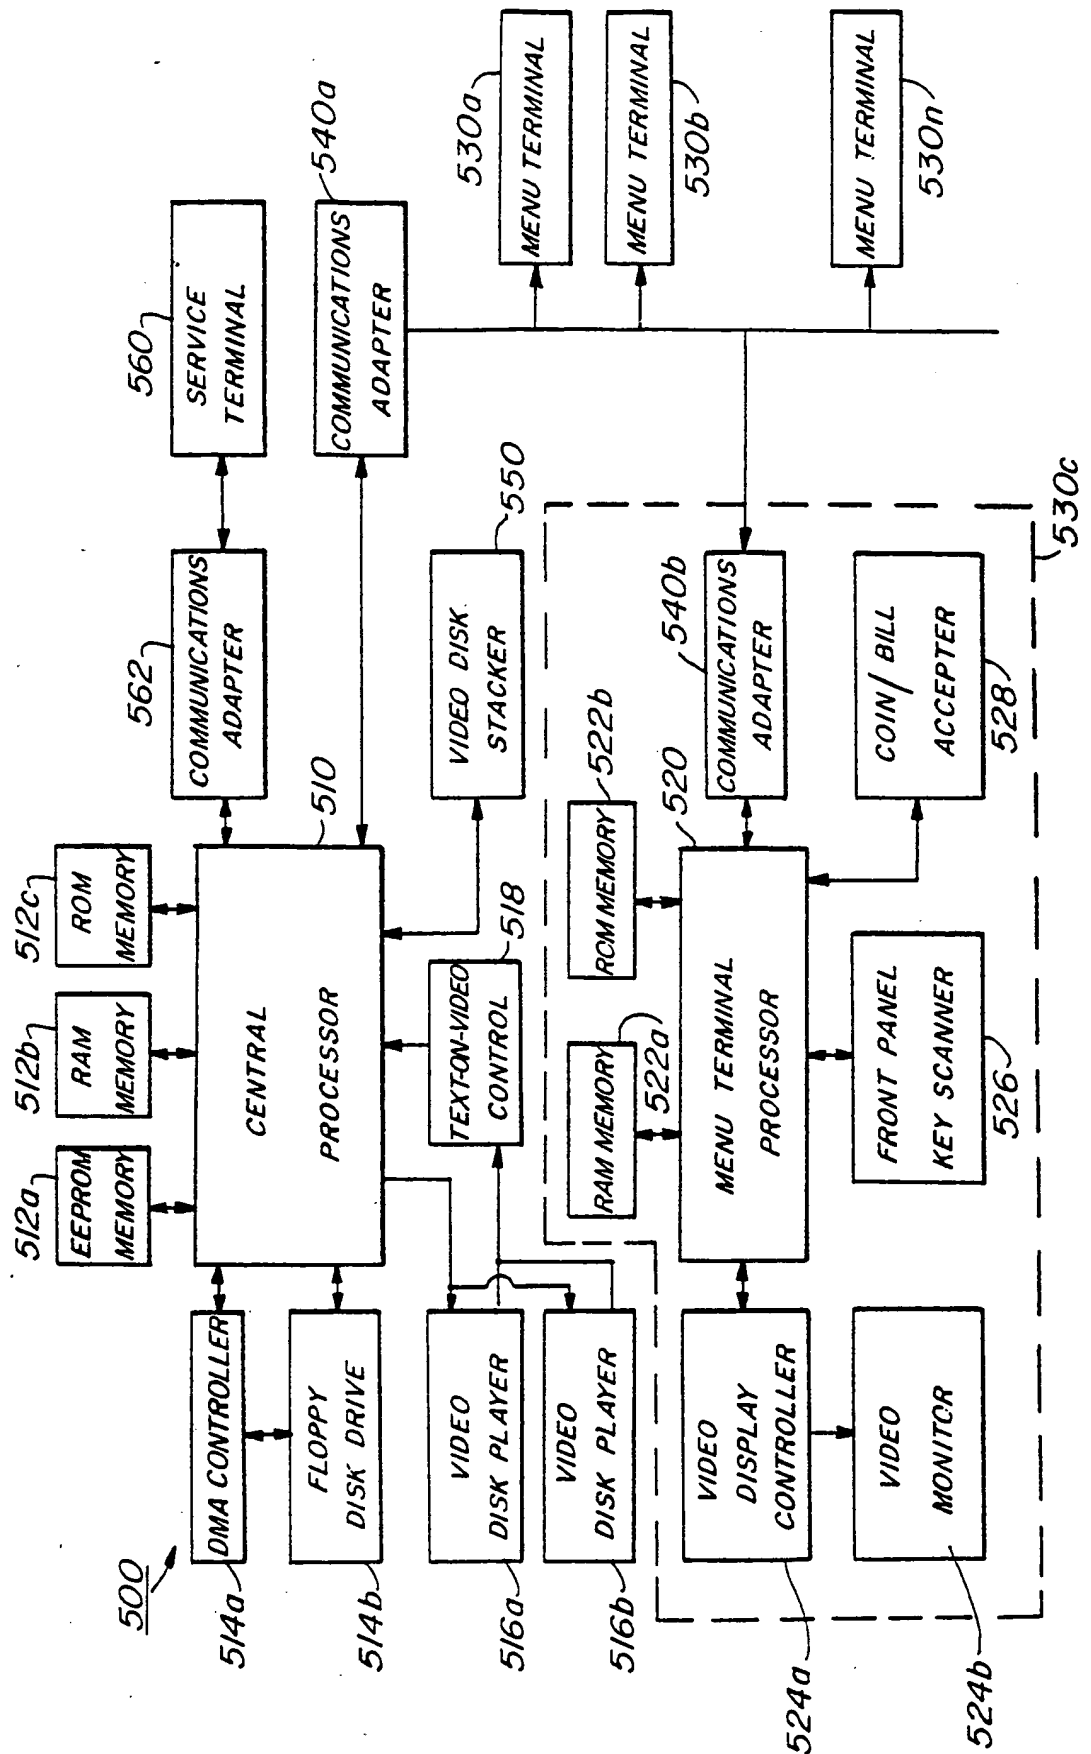 500
512a
EEPROM
MEMORY
512b
RAM
MEMORY
512c
ROM
MEMORY
562
COMMUNICATIONS
ADAPTER
560
SERVICE
TERMINAL
514a
DMA CONTROLLER
CENTRAL
PROCESSOR
510
COMMUNICATIONS
ADAPTER
540a
514b
FLOPPY
DISK DRIVE
516a
VIDEO
DISK PLAYER
TEXT-ON-VIDEO
CONTROL
518
VIDEO DISK
STACKER
550
530a
MENU TERMINAL
516b
VIDEO
DISK PLAYER
RAM MEMORY
522a
ROM MEMORY
522b
MENU TERMINAL
530b
524a
VIDEO
DISPLAY
CONTROLLER
MENU TERMINAL
PROCESSOR
520
COMMUNICATIONS
ADAPTER
540b
MENU TERMINAL
530n
524b
VIDEO
MONITOR
FRONT PANEL
KEY SCANNER
526
COIN/BILL
ACCEPTER
528
530c